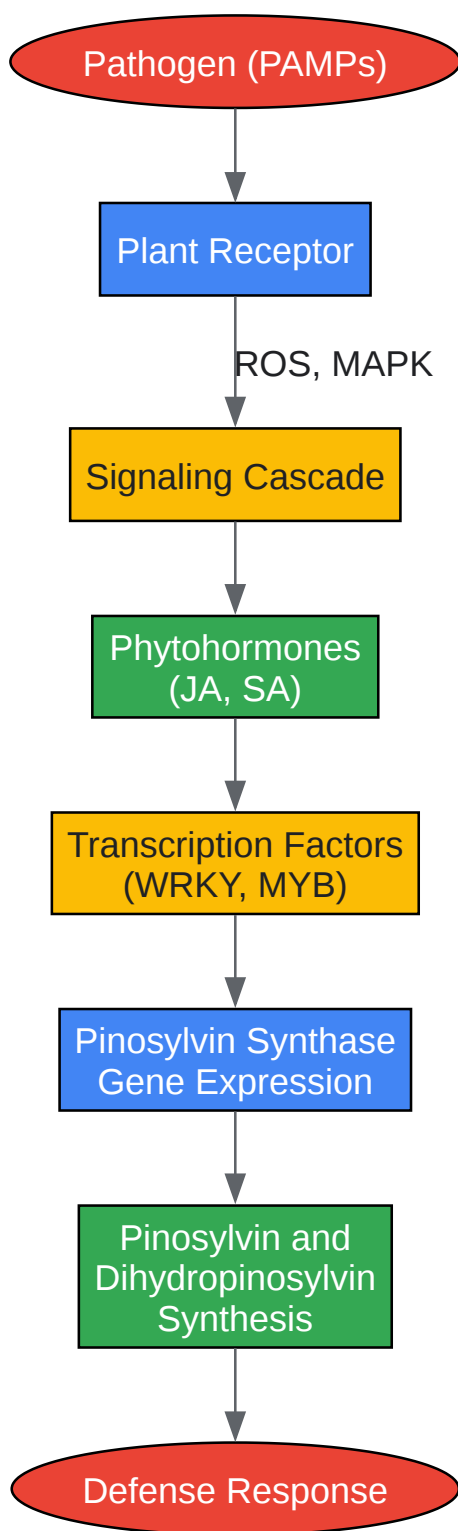 Pathogen (PAMPs)
Plant Receptor
ROS, MAPK
Signaling Cascade
Phytohormones
(JA, SA)
Transcription Factors
(WRKY, MYB)
Pinosylvin Synthase
Gene Expression
Pinosylvin and
Dihydropinosylvin
Synthesis
Defense Response